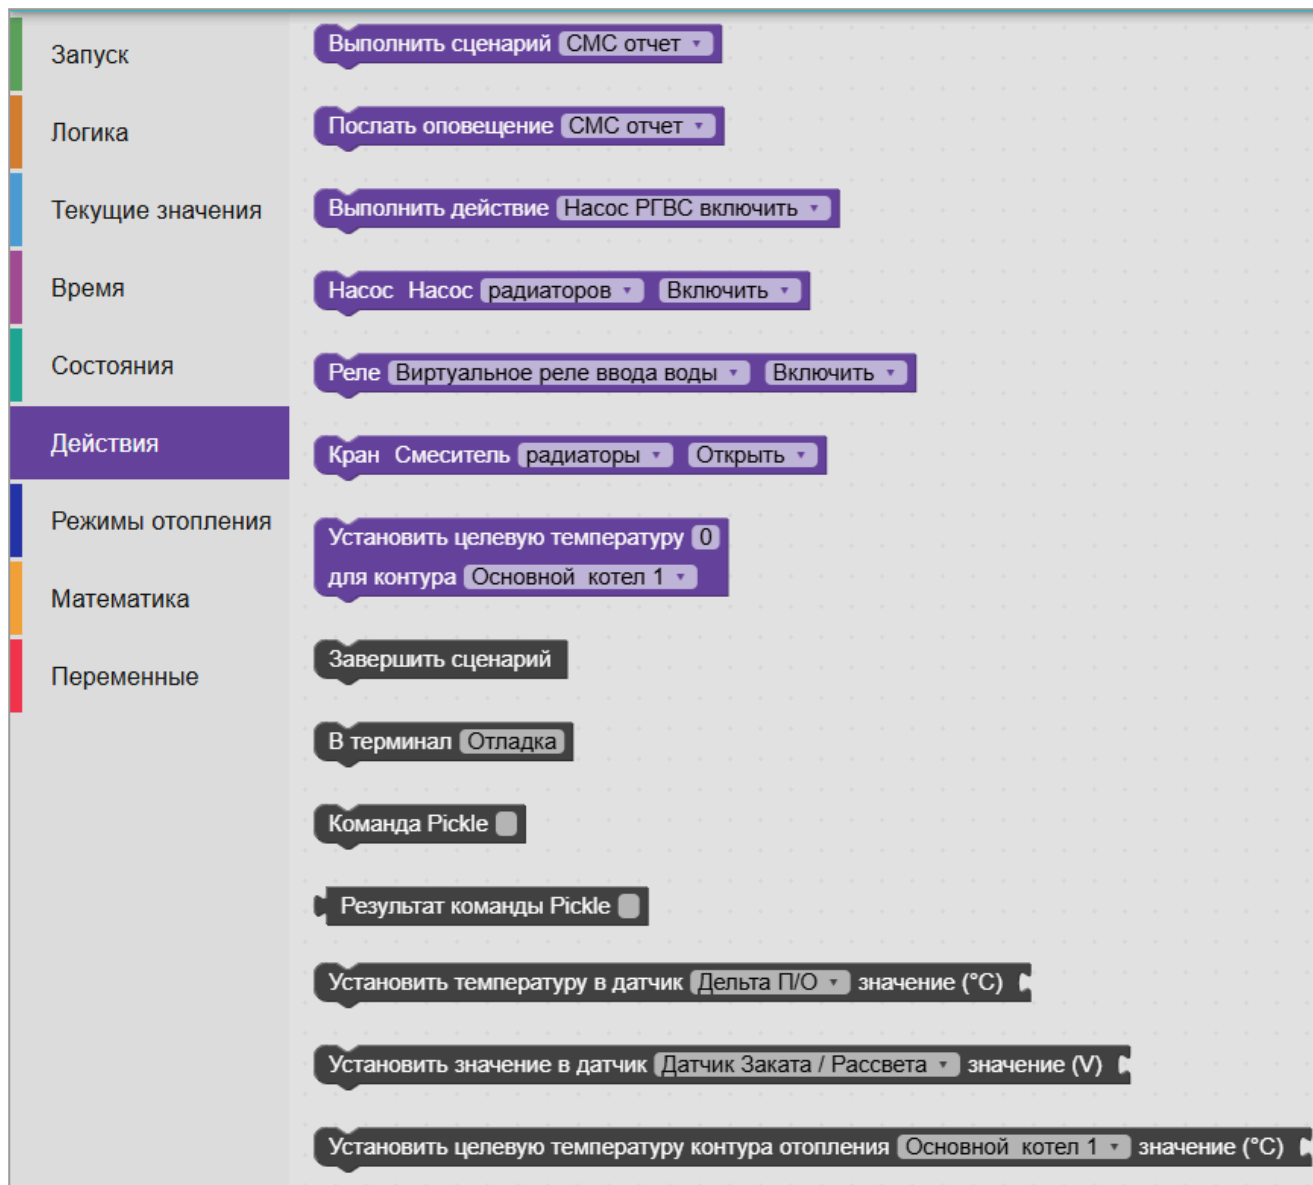 Запуск
Логика
Текущие значения
Время
Состояния
Действия
Режимы отопления
Математика
Переменные
Выполнить сценарий СМС отчет
Послать оповещение СМС отчет
Выполнить действие Насос РГВС включить
Насос Насос радиаторов Включить
Реле Виртуальное реле ввода воды Включить
Кран Смеситель радиаторы Открыть
Установить целевую температуру 0
для контура Основной котел 1
Завершить сценарий
В терминал Отладка
Команда Pickle
Результат команды Pickle
Установить температуру в датчик Дельта П/О значение (°C)
Установить значение в датчик Датчик Заката / Рассвета значение (V)
Установить целевую температуру контура отопления Основной котел 1 значение (°C)